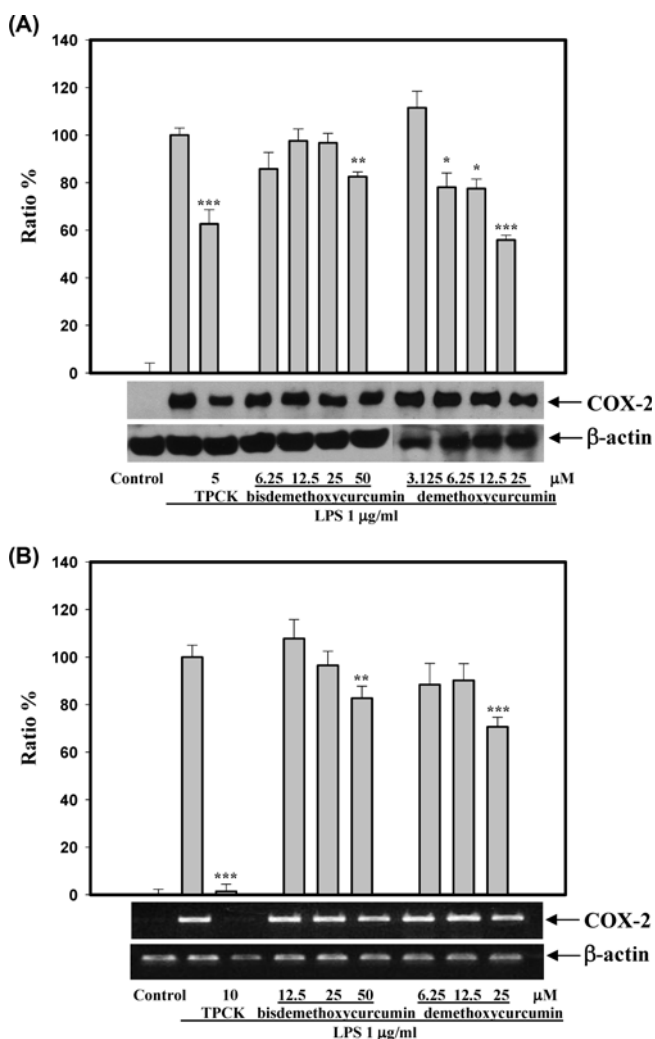 (A)
140
120
100
80
60
40
20
0
Ratio %
***
**
*
*
***
COX-2
β-actin
Control 5 6.25 12.5 25 50 3.125 6.25 12.5 25 μM
TPCK bisdemethoxycurcumin demethoxycurcumin
LPS 1 μg/ml
(B)
140
120
100
80
60
40
20
0
Ratio %
***
**
***
COX-2
β-actin
Control 10 12.5 25 50 6.25 12.5 25 μM
TPCK bisdemethoxycurcumin demethoxycurcumin
LPS 1 μg/ml